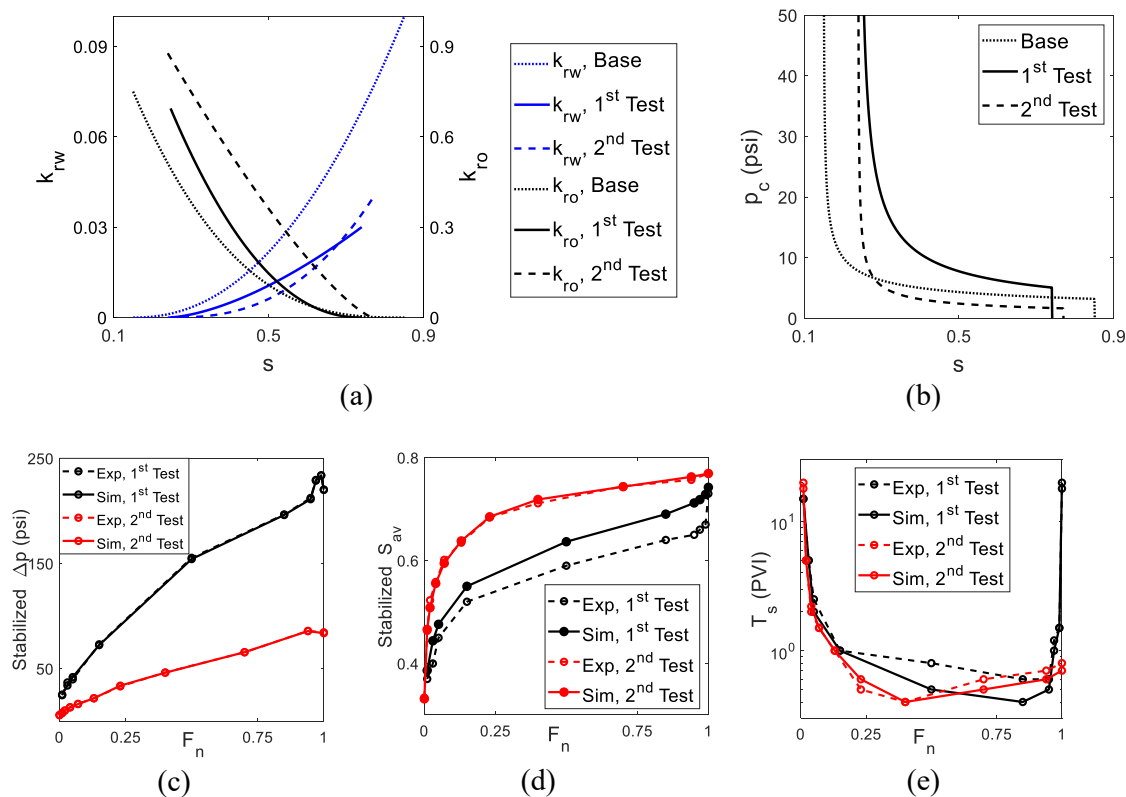 0.09
0.06
0.03
0
k_rw
0.9
0.6
0.3
0
k_ro
0.1
0.5
0.9
s
k_rw, Base
k_rw, 1st Test
k_rw, 2nd Test
k_ro, Base
k_ro, 1st Test
k_ro, 2nd Test
(a)
50
40
30
20
10
0
p_c (psi)
0.1
0.5
0.9
s
Base
1st Test
2nd Test
(b)
250
150
50
Stabilized Δp (psi)
0
0.25
0.75
1
F_n
Exp, 1st Test
Sim, 1st Test
Exp, 2nd Test
Sim, 2nd Test
(c)
0.8
0.6
0.4
Stabilized S_av
0
0.25
0.75
1
F_n
Exp, 1st Test
Sim, 1st Test
Exp, 2nd Test
Sim, 2nd Test
(d)
10^1
10^0
T_s (PVI)
0
0.25
0.75
1
F_n
Exp, 1st Test
Sim, 1st Test
Exp, 2nd Test
Sim, 2nd Test
(e)